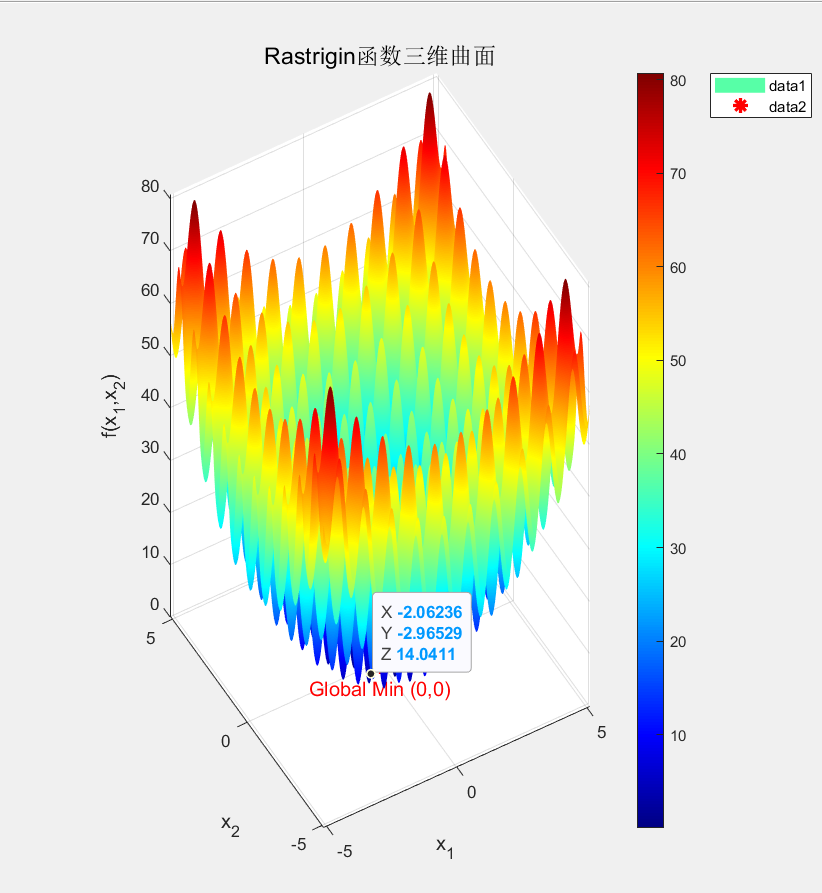 Rastrigin函数三维曲面
data1
data2
80
70
60
50
40
30
20
10
0
f(x1,x2)
5
0
-5
x2
-5
0
5
x1
80
70
60
50
40
30
20
10
X -2.06236
Y -2.96529
Z 14.0411
Global Min (0,0)